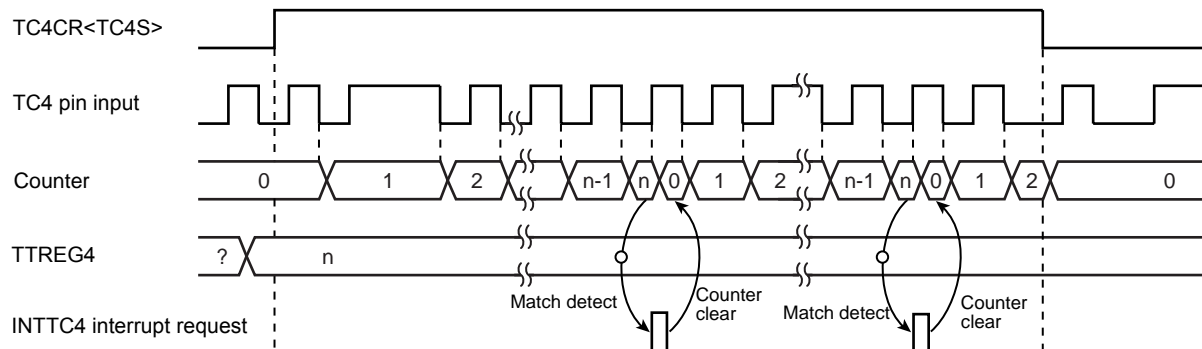 TC4CR<TC4S>
TC4 pin input
Counter
0 1 2 n-1 n 0 1 2 n-1 n 0 1 2 0
TTREG4
? n
Match detect Counter clear Match detect Counter clear
INTTC4 interrupt request